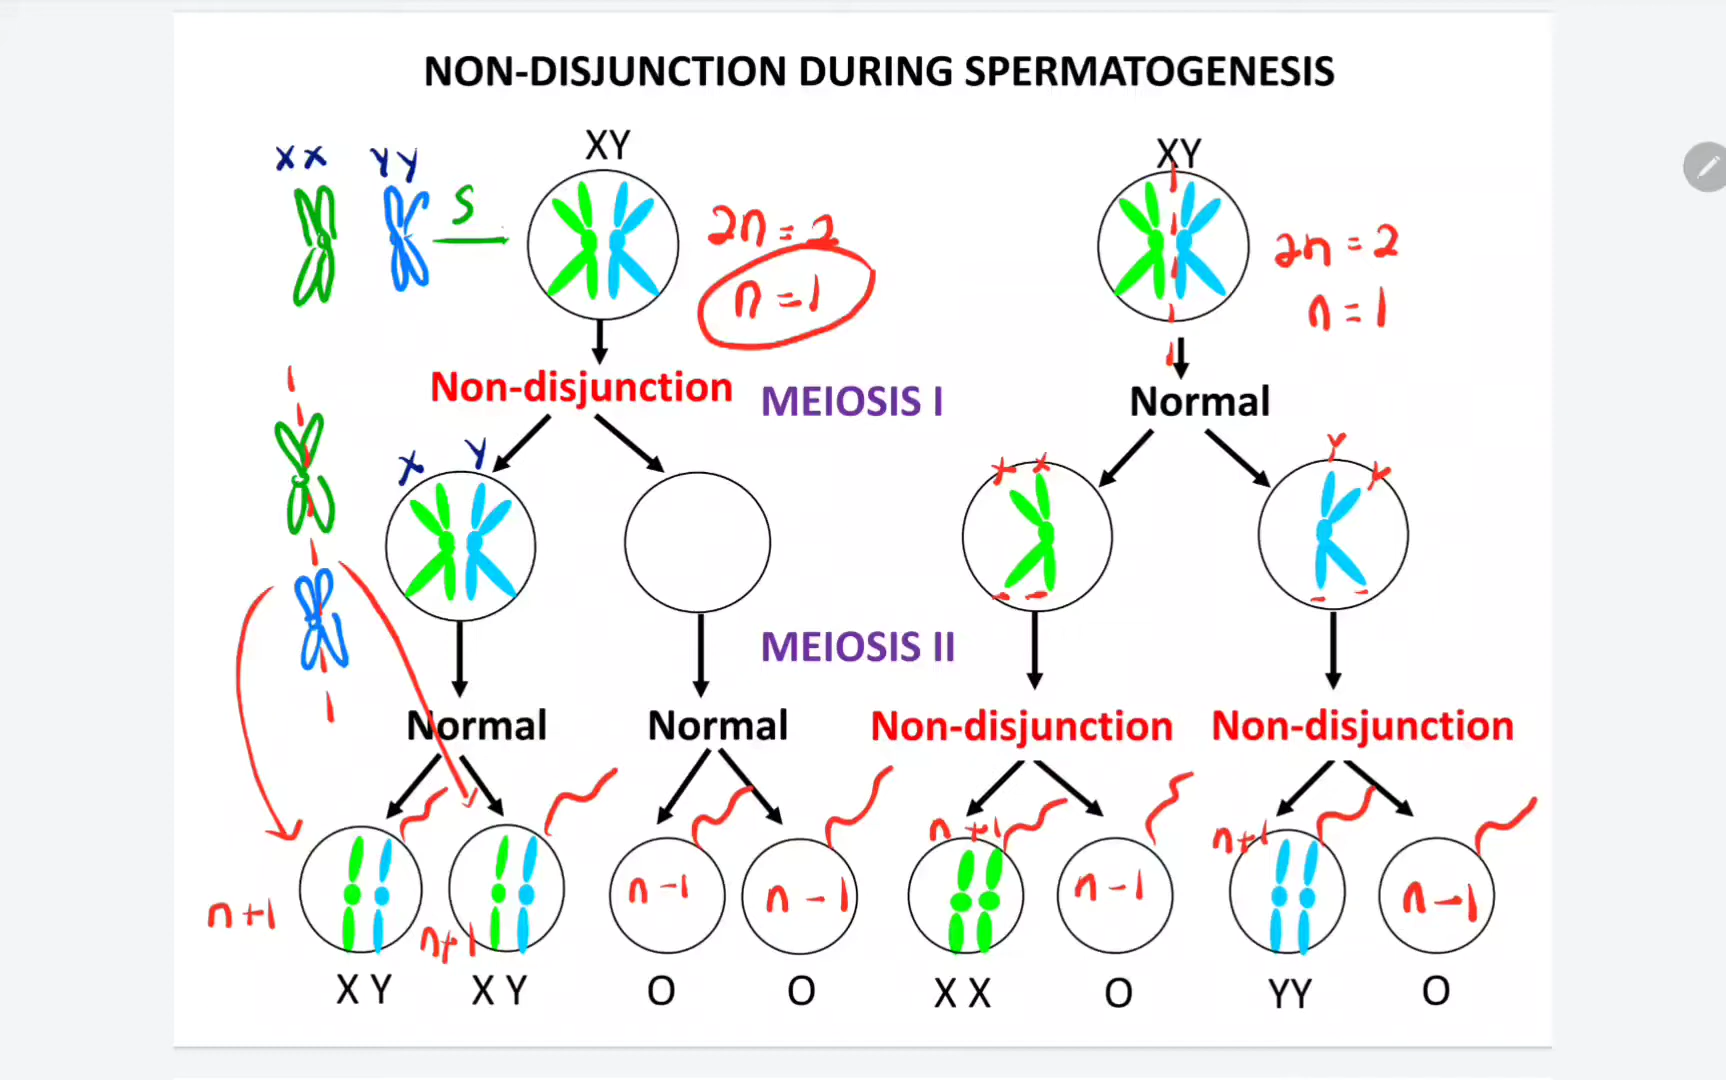 NON-DISJUNCTION DURING SPERMATOGENESIS
XX YY
S
XY
2n = 2
n = 1
XY
2n = 2
n = 1
Non-disjunction
MEIOSIS I
Normal
X Y
X X
Y Y
MEIOSIS II
Normal
Normal
Non-disjunction
Non-disjunction
n+1
n+1
n-1
n-1
n+1
n-1
n+1
n-1
X Y
X Y
O
O
X X
O
YY
O